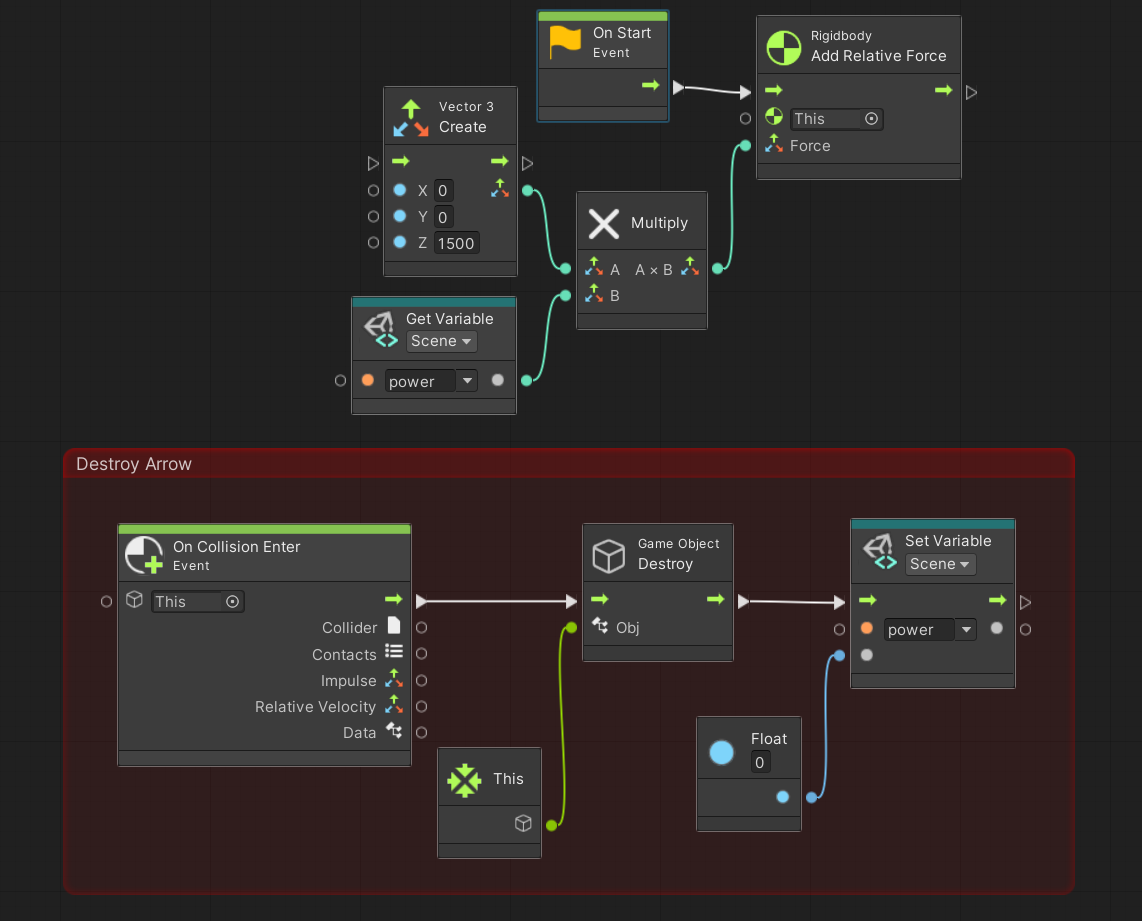 On Start
Event
Rigidbody
Add Relative Force
This
Force
Vector 3
Create
X 0
Y 0
Z 1500
Multiply
A A × B
B
Get Variable
Scene
power
Destroy Arrow
On Collision Enter
Event
This
Collider
Contacts
Impulse
Relative Velocity
Data
Game Object
Destroy
Obj
Set Variable
Scene
power
This
Float
0